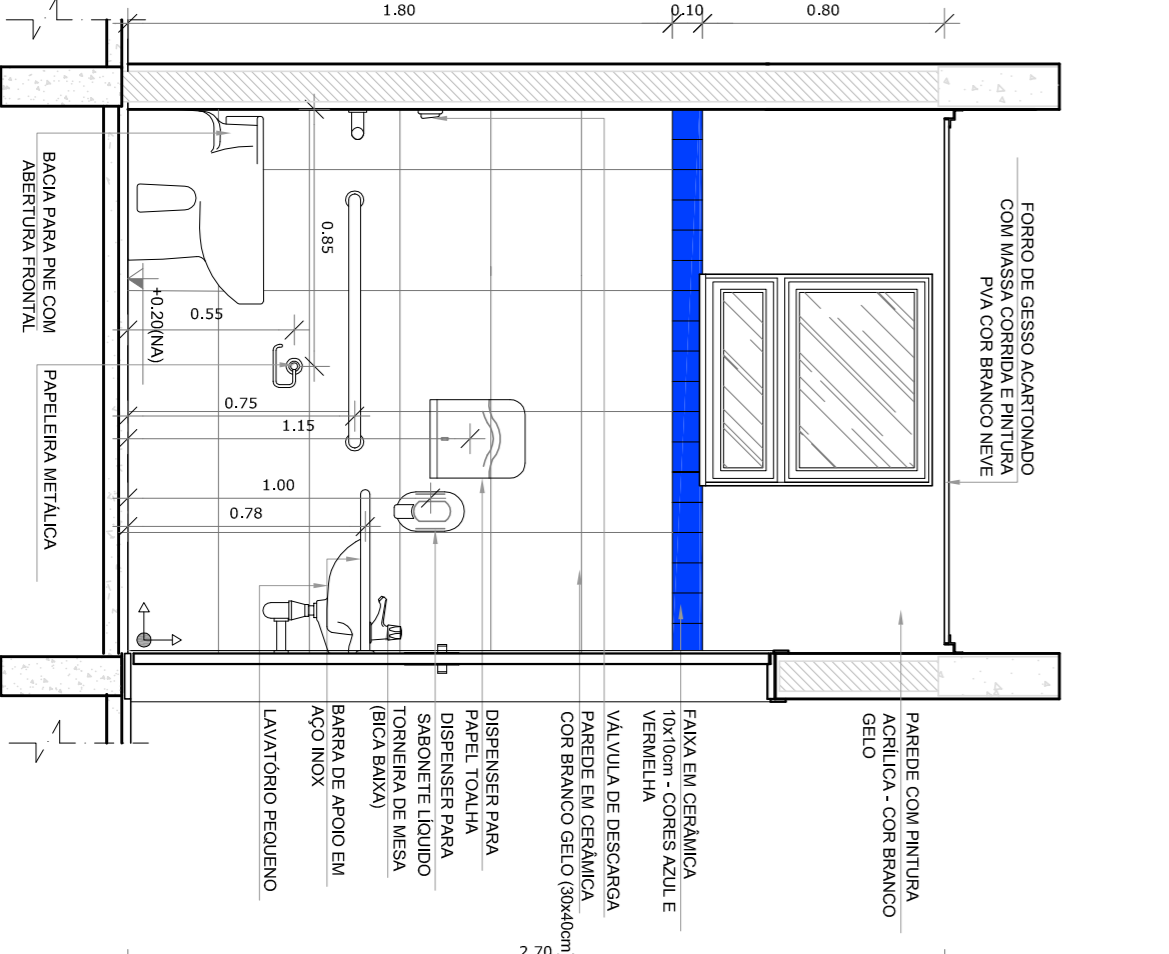 1.80
0.10
0.80
FORRO DE GESSO ACARTONADO
COM MASSA CORRIDA E PINTURA
PVA COR BRANCO NEVE
BACIA PARA PNE COM
ABERTURA FRONTAL
0.85
+0.20(NA)
0.55
PAPELEIRA METÁLICA
0.75
1.15
1.00
0.78
PAREDE COM PINTURA
ACRÍLICA - COR BRANCO
GELO
FAIXA EM CERÂMICA
10x10cm - CORES AZUL E
VERMELHA
VÁLVULA DE DESCARGA
PAREDE EM CERÂMICA
COR BRANCO GELO (30x40cm)
DISPENSER PARA
PAPEL TOALHA
DISPENSER PARA
SABONETE LÍQUIDO
TORNEIRA DE MESA
(BICA BAIXA)
BARRA DE APOIO EM
AÇO INOX
LAVATÓRIO PEQUENO
2.70